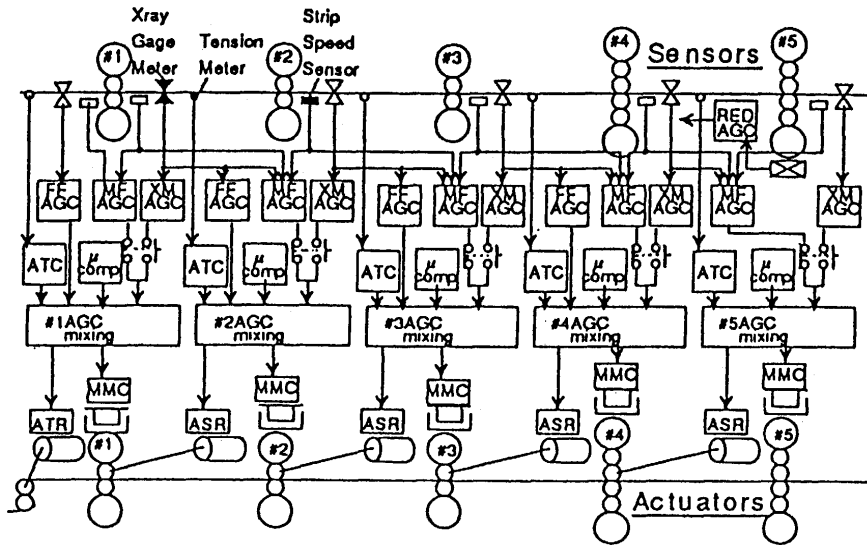 Xray
Gage
Meter
Tension
Meter
Strip
Speed
Sensor
Sensors
#1
#2
#3
#4
#5
RED
AGC
FF
AGC
MF
AGC
XM
AGC
FF
AGC
MF
AGC
XM
AGC
FF
AGC
MF
AGC
XM
AGC
FF
AGC
MF
AGC
XM
AGC
MF
AGC
XM
AGC
ATC
μ
comp
ATC
μ
comp
ATC
μ
comp
ATC
μ
comp
ATC
μ
comp
#1AGC
mixing
#2AGC
mixing
#3AGC
mixing
#4AGC
mixing
#5AGC
mixing
MMC
MMC
MMC
MMC
MMC
ATR
ASR
ASR
ASR
ASR
#1
#2
#3
#4
#5
Actuators